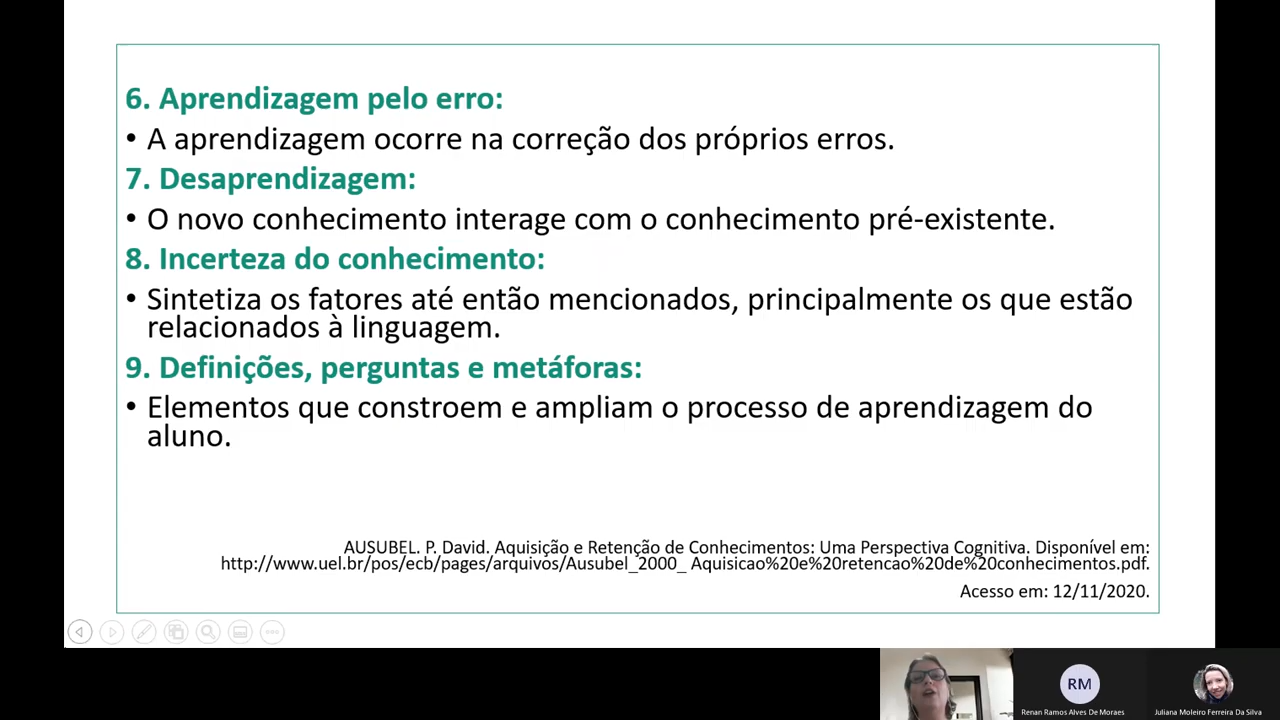 6. Aprendizagem pelo erro:
• A aprendizagem ocorre na correção dos próprios erros.
7. Desaprendizagem:
• O novo conhecimento interage com o conhecimento pré-existente.
8. Incerteza do conhecimento:
• Sintetiza os fatores até então mencionados, principalmente os que estão
relacionados à linguagem.
9. Definições, perguntas e metáforas:
• Elementos que constroem e ampliam o processo de aprendizagem do
aluno.
AUSUBEL. P. David. Aquisição e Retenção de Conhecimentos: Uma Perspectiva Cognitiva. Disponível em:
http://www.uel.br/pos/ecb/pages/arquivos/Ausubel_2000_ Aquisicao%20e%20retencao%20de%20conhecimentos.pdf.
Acesso em: 12/11/2020.
RM
Renan Ramos Alves De Moraes
Juliana Moleiro Ferreira Da Silva